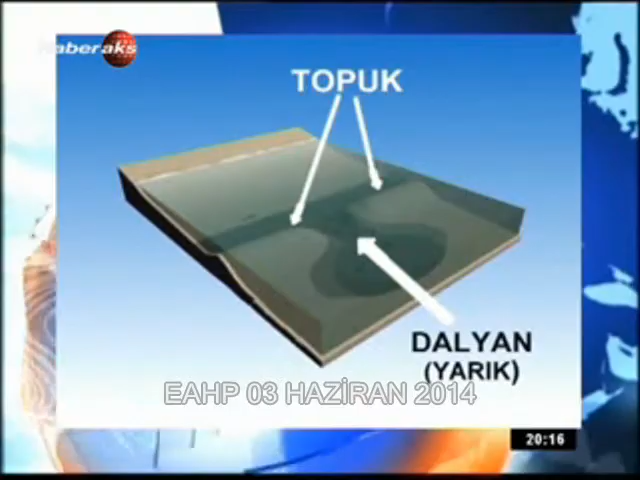 haberaks
TOPUK
DALYAN
(YARIK)
EAHP 03 HAZİRAN 2014
20:16